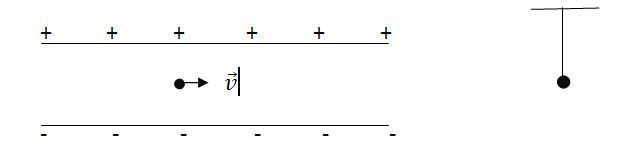 + + + + + +
v⃗
- - - - - -